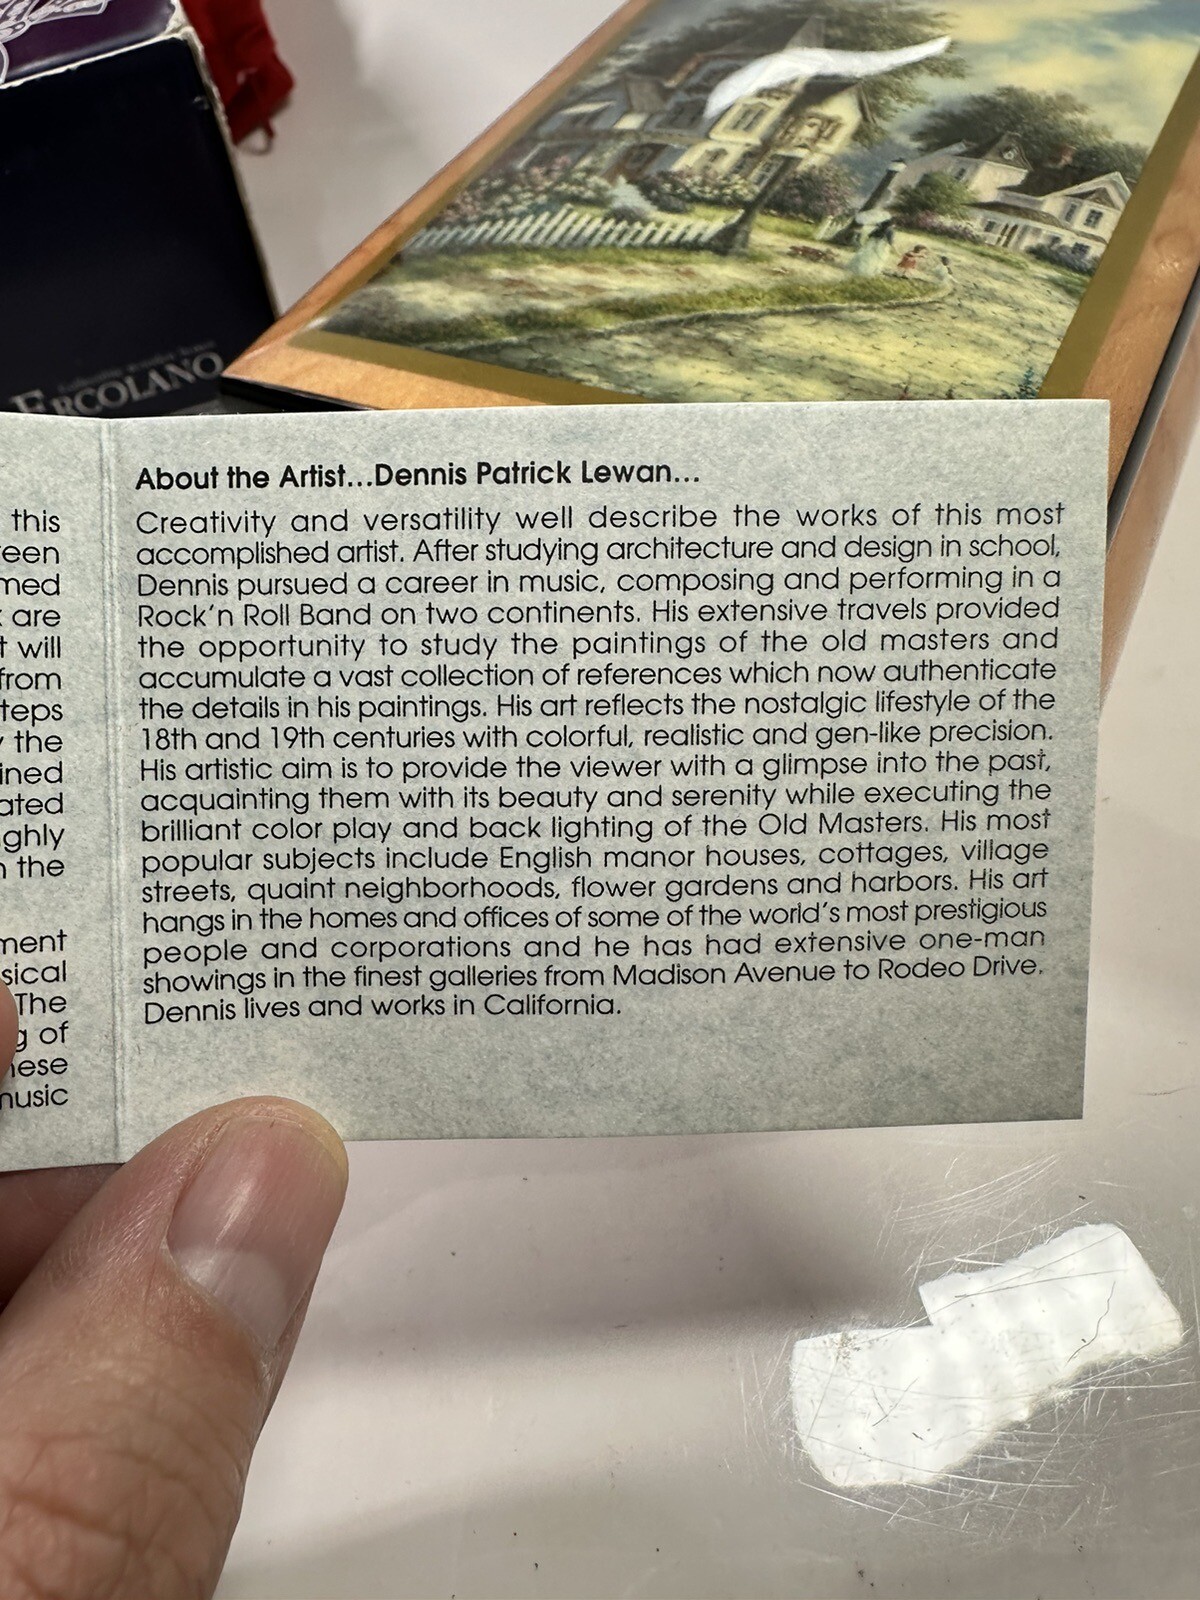 ERCOLANO
this
een
med
are
will
from
teps
the
ined
ated
ghly
the
ment
sical
The
g of
ese
music
About the Artist...Dennis Patrick Lewan...
Creativity and versatility well describe the works of this most
accomplished artist. After studying architecture and design in school,
Dennis pursued a career in music, composing and performing in a
Rock'n Roll Band on two continents. His extensive travels provided
the opportunity to study the paintings of the old masters and
accumulate a vast collection of references which now authenticate
the details in his paintings. His art reflects the nostalgic lifestyle of the
18th and 19th centuries with colorful, realistic and gen-like precision.
His artistic aim is to provide the viewer with a glimpse into the past,
acquainting them with its beauty and serenity while executing the
brilliant color play and back lighting of the Old Masters. His most
popular subjects include English manor houses, cottages, village
streets, quaint neighborhoods, flower gardens and harbors. His art
hangs in the homes and offices of some of the world's most prestigious
people and corporations and he has had extensive one-man
showings in the finest galleries from Madison Avenue to Rodeo Drive.
Dennis lives and works in California.